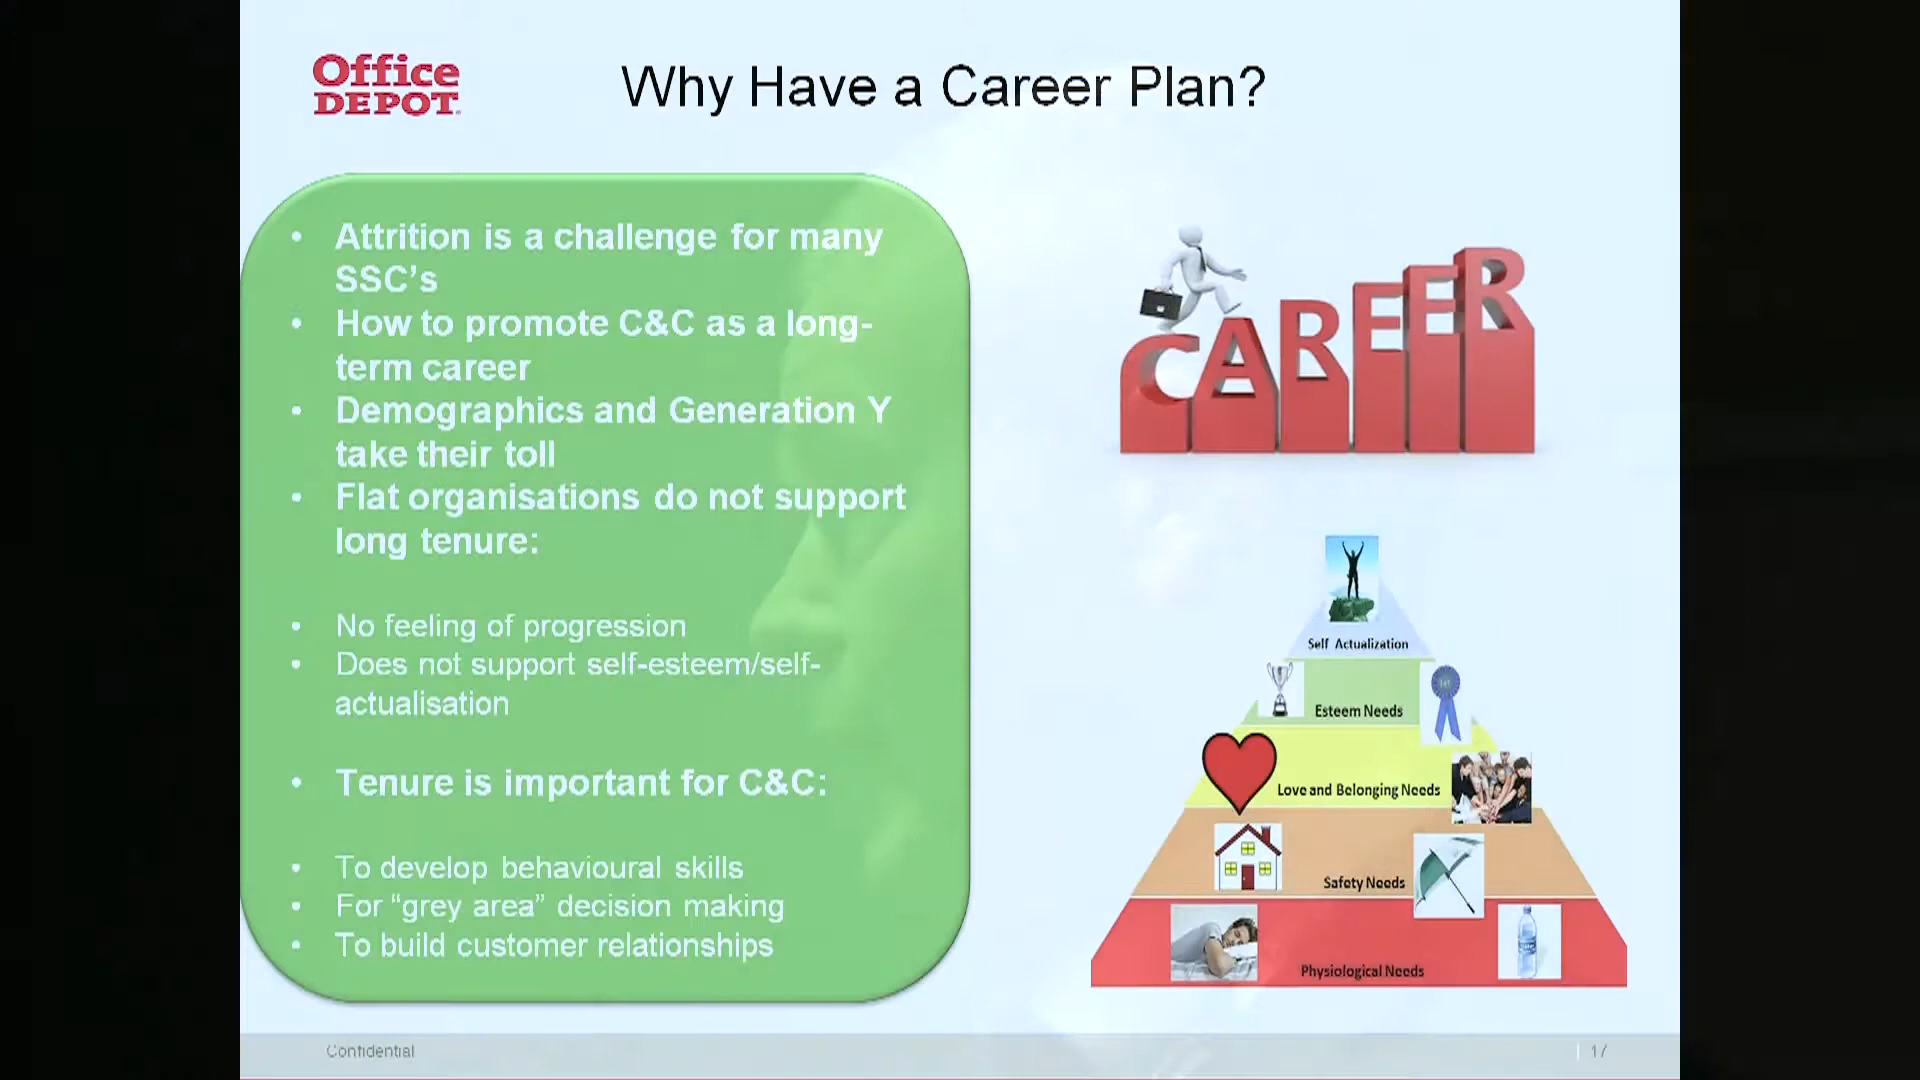 Office
DEPOT
Why Have a Career Plan?
• Attrition is a challenge for many
SSC's
• How to promote C&C as a long-
term career
• Demographics and Generation Y
take their toll
• Flat organisations do not support
long tenure:
• No feeling of progression
• Does not support self-esteem/self-
actualisation
• Tenure is important for C&C:
• To develop behavioural skills
• For “grey area” decision making
• To build customer relationships
CAREER
Self Actualization
Esteem Needs
Love and Belonging Needs
Safety Needs
Physiological Needs
Confidential
17